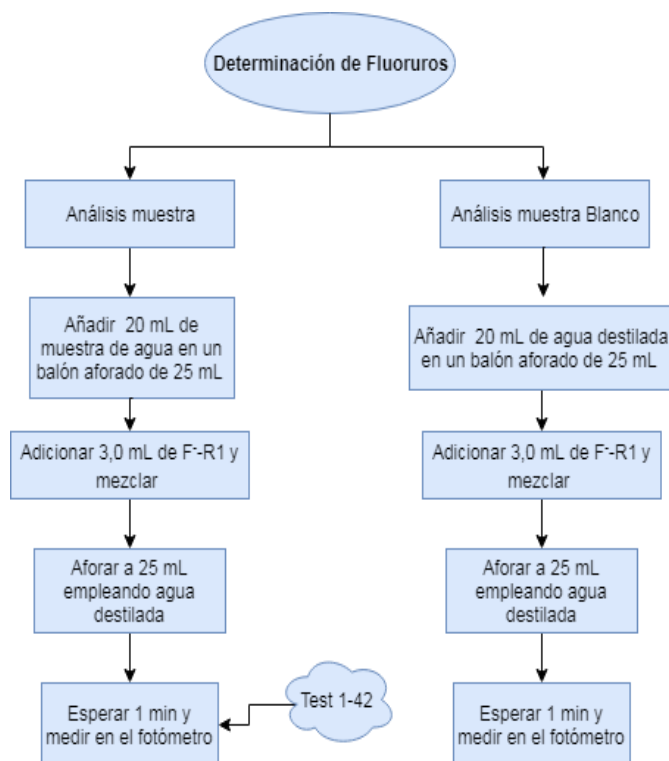 Determinación de Fluoruros
Análisis muestra
Análisis muestra Blanco
Añadir 20 mL de
muestra de agua en un
balón aforado de 25 mL
Añadir 20 mL de agua destilada
en un balón aforado de 25 mL
Adicionar 3,0 mL de F⁻-R1 y
mezclar
Adicionar 3,0 mL de F⁻-R1 y
mezclar
Aforar a 25 mL
empleando agua
destilada
Aforar a 25 mL
empleando agua
destilada
Esperar 1 min y
medir en el fotómetro
Test 1-42
Esperar 1 min y
medir en el fotómetro